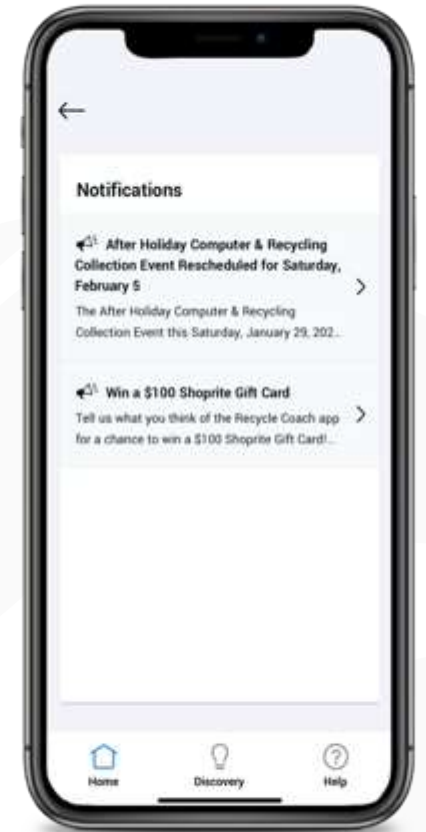 Notifications
After Holiday Computer & Recycling
Collection Event Rescheduled for Saturday,
February 5
The After Holiday Computer & Recycling
Collection Event this Saturday, January 29, 202...
Win a $100 Shoprite Gift Card
Tell us what you think of the Recycle Coach app
for a chance to win a $100 Shoprite Gift Card!...
Home Discovery Help